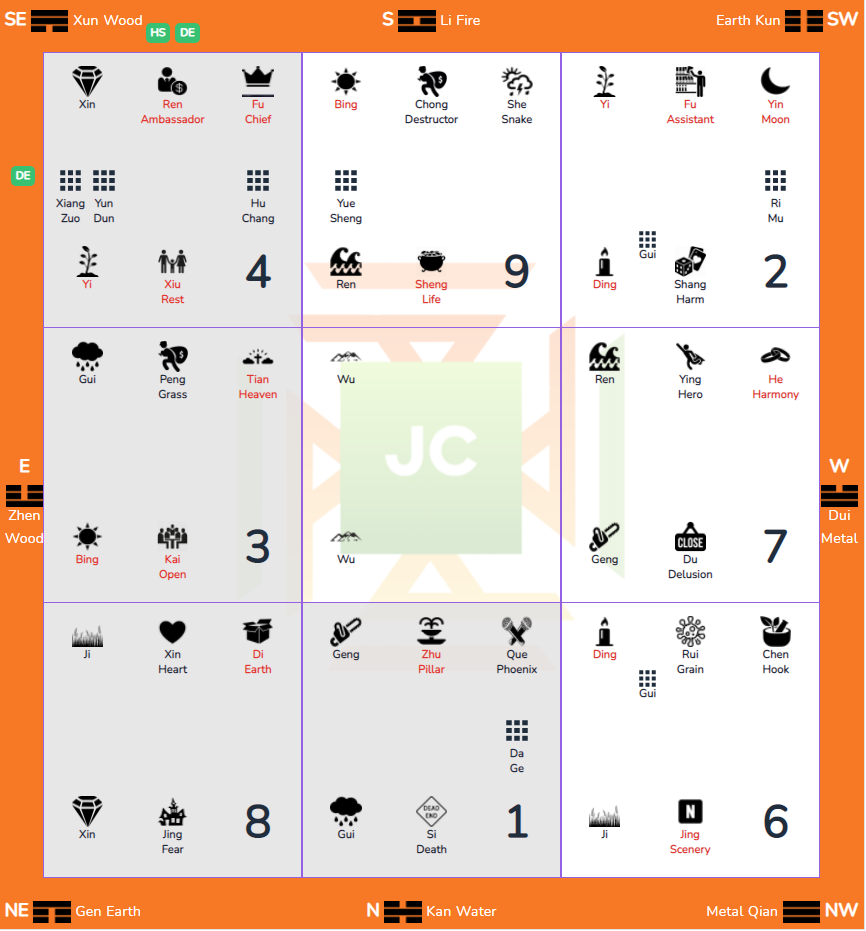 SE Xun Wood
S Li Fire
Earth Kun SW
HS DE
Xin
Ren
Ambassador
Fu
Chief
Bing
Chong
Destructor
She
Snake
Yi
Fu
Assistant
Yin
Moon
DE
Xiang
Zuo
Yun
Dun
Hu
Chang
Yue
Sheng
Ri
Mu
Yi
Xiu
Rest
4
Ren
Sheng
Life
9
Ding
Gui
Shang
Harm
2
Gui
Peng
Grass
Tian
Heaven
Wu
Ren
Ying
Hero
He
Harmony
JC
E
Zhen
Wood
W
Dui
Metal
Bing
Kai
Open
3
Wu
Geng
CLOSE
Du
Delusion
7
Ji
Xin
Heart
Di
Earth
Geng
Zhu
Pillar
Que
Phoenix
Ding
Gui
Rui
Grain
Chen
Hook
Da
Ge
Xin
Jing
Fear
8
Gui
DEAD
END
Si
Death
1
Ji
N
Jing
Scenery
6
NE Gen Earth
N Kan Water
Metal Qian NW